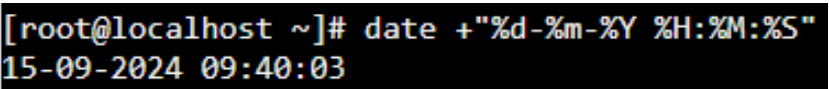 [root@localhost ~]# date +"%d-%m-%Y %H:%M:%S"
15-09-2024 09:40:03